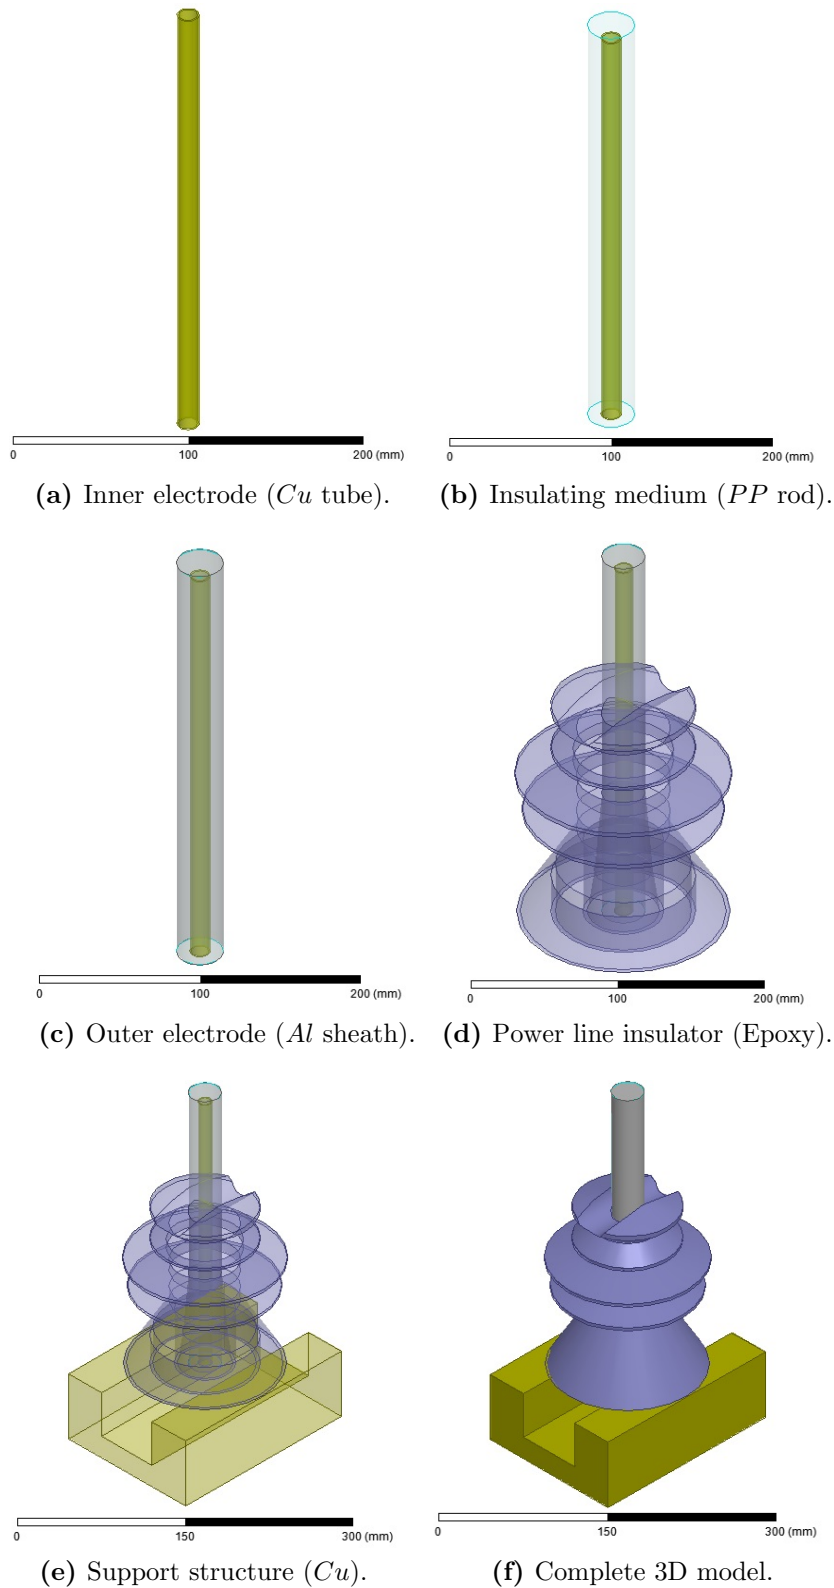 0 100 200 (mm)
0 100 200 (mm)
(a) Inner electrode (Cu tube).
(b) Insulating medium (PP rod).
0 100 200 (mm)
0 100 200 (mm)
(c) Outer electrode (Al sheath).
(d) Power line insulator (Epoxy).
0 150 300 (mm)
0 150 300 (mm)
(e) Support structure (Cu).
(f) Complete 3D model.